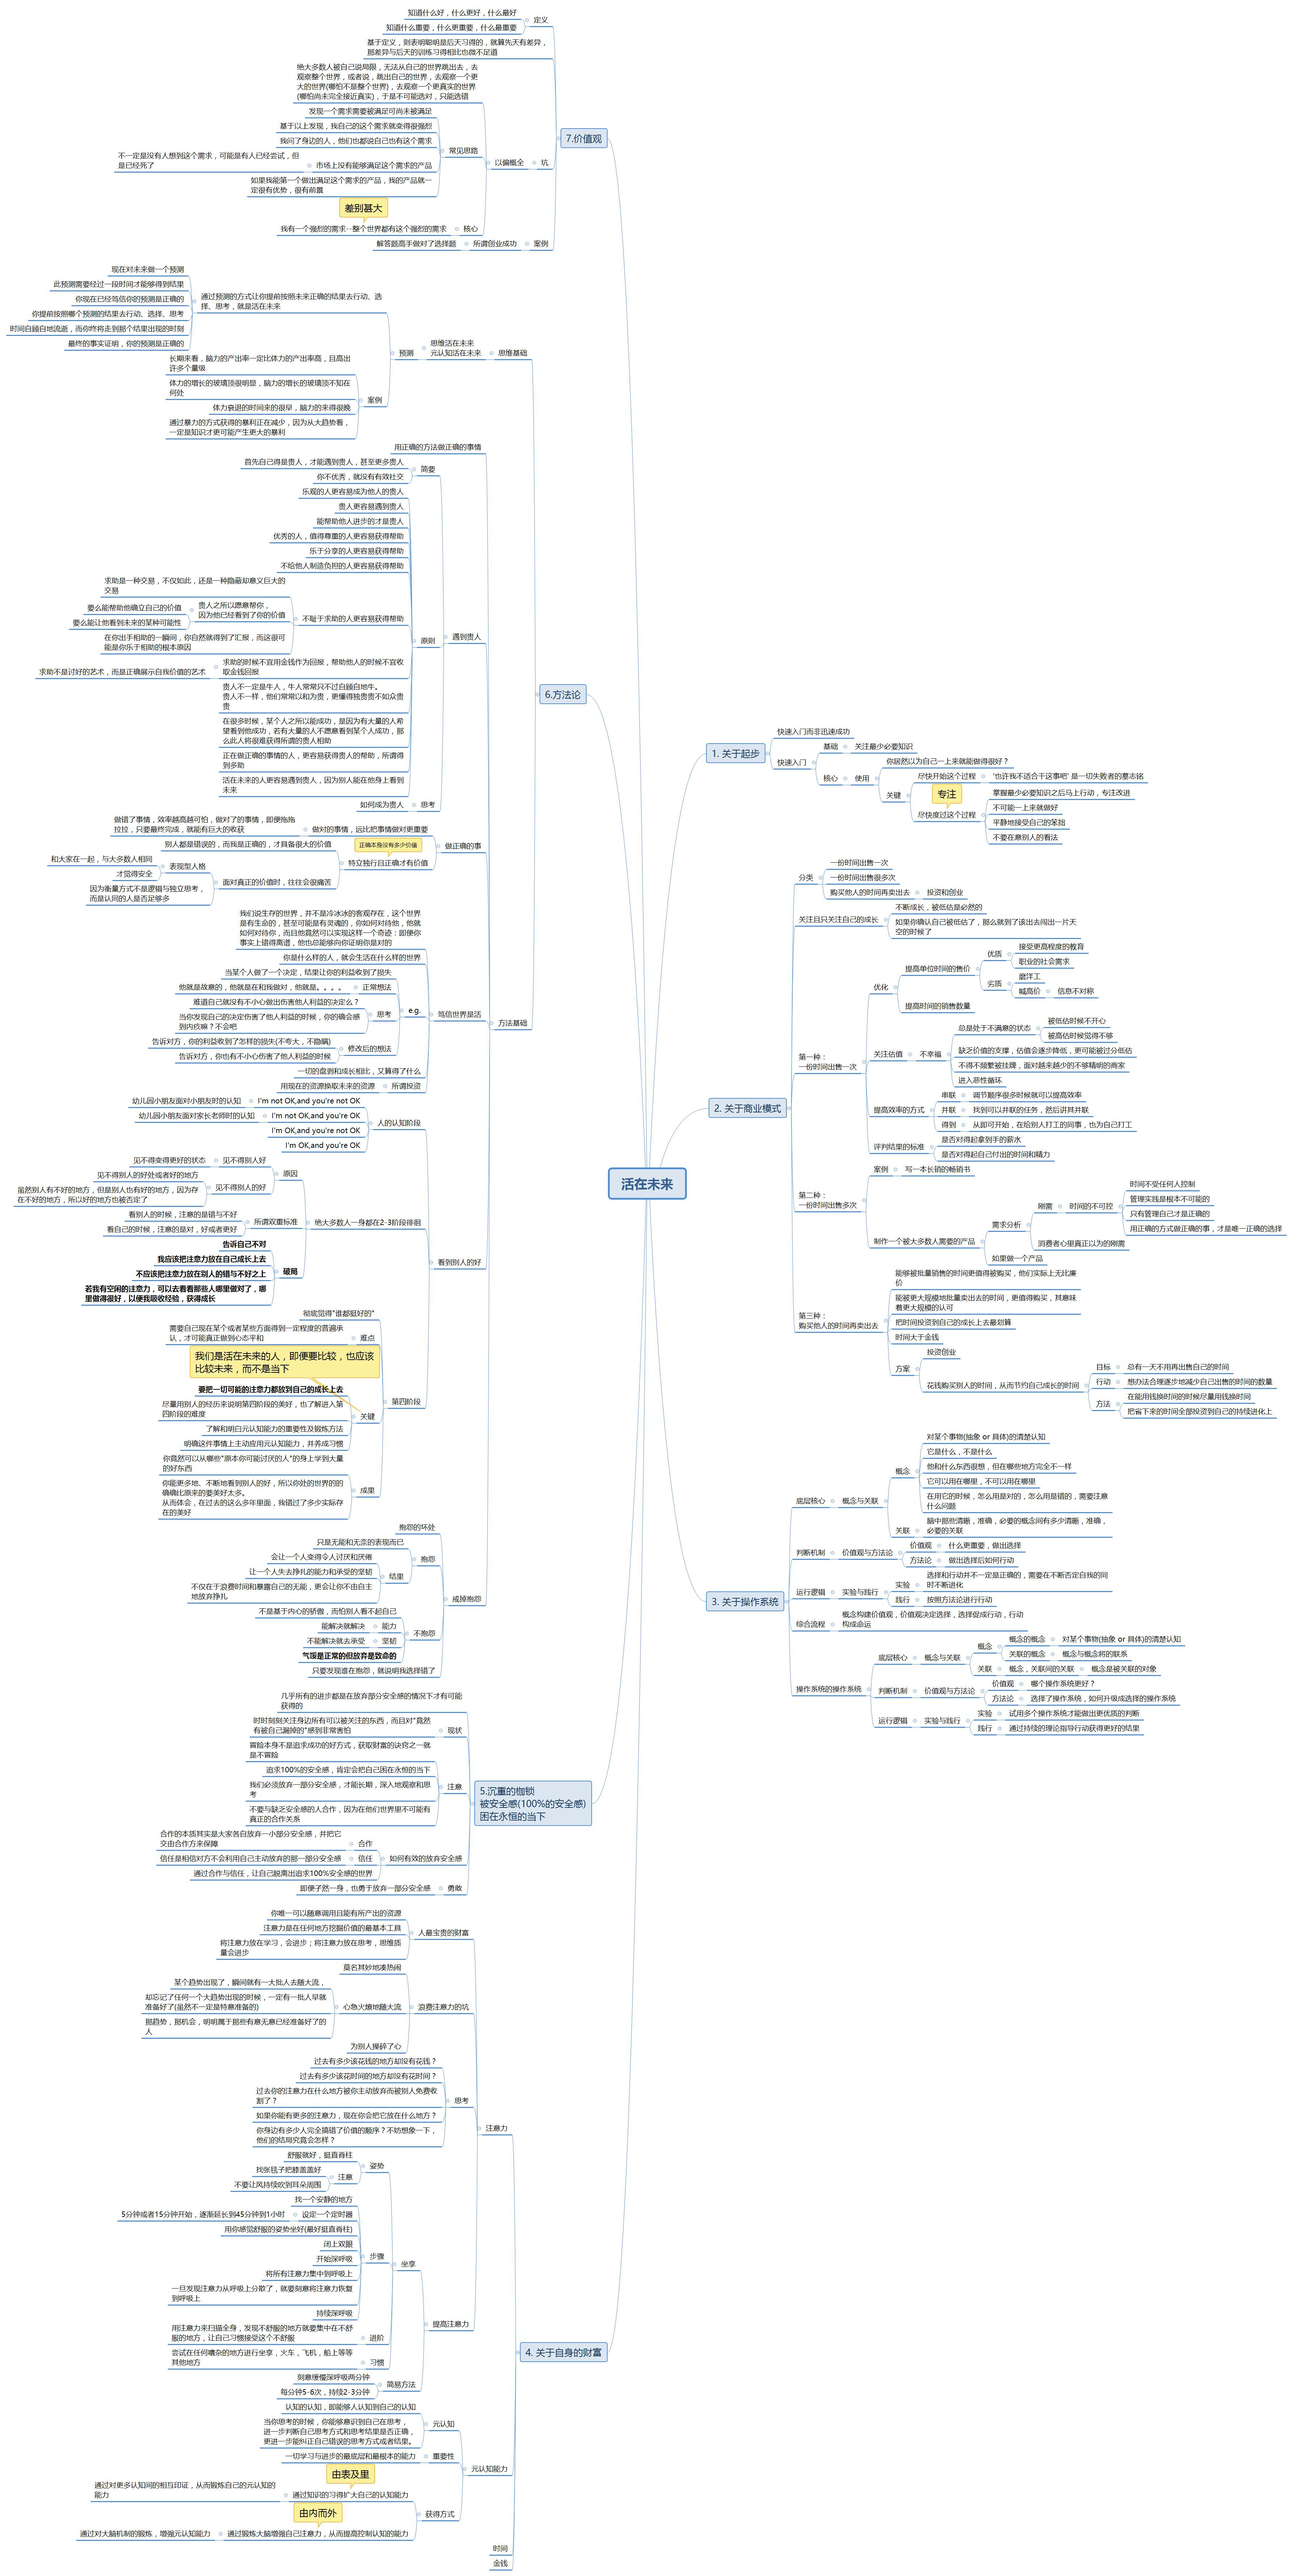 活在未来
1. 关于起步
快速入门而非迅速成功
快速入门
基础
关注最少必要知识
核心
使用
你居然以为自己一上来就能做得很好？
关键
尽快开始这个过程
'也许我不适合干这事吧' 是一切失败者的墓志铭
专注
尽快度过这个过程
掌握最少必要知识之后马上行动，专注改进
不可能一上来就做好
平静地接受自己的笨拙
不要在意别人的看法
2. 关于商业模式
分类
一份时间出售一次
一份时间出售很多次
购买他人的时间再卖出去
投资和创业
关注且只关注自己的成长
不断成长，被低估是必然的
如果你确认自己被低估了，那么就到了该出去闯出一片天
空的时候了
第一种：
一份时间出售一次
优化
提高单位时间的售价
优质
接受更高程度的教育
职业的社会需求
劣质
磨洋工
喊高价
信息不对称
提高时间的销售数量
关注估值
不幸福
总是处于不满意的状态
被低估时候不开心
被高估时候觉得不够
缺乏价值的支撑，估值会逐步降低，更可能被过分低估
不得不频繁被挂牌，面对越来越少的不够精明的商家
进入恶性循环
提高效率的方式
串联
调节顺序很多时候就可以提高效率
并联
找到可以并联的任务，然后讲其并联
得到
从即可开始，在给别人打工的同事，也为自己打工
评判结果的标准
是否对得起拿到手的薪水
是否对得起自己付出的时间和精力
第二种：
一份时间出售多次
案例
写一本长销的畅销书
制作一个被大多数人需要的产品
需求分析
刚需
时间的不可控
时间不受任何人控制
管理实践是根本不可能的
只有管理自己才是正确的
用正确的方式做正确的事，才是唯一正确的选择
消费者心里真正以为的刚需
如果做一个产品
第三种：
购买他人的时间再卖出去
能够被批量销售的时间更值得被购买，他们实际上无比廉
价
能被更大规模地批量卖出去的时间，更值得购买，其意味
着更大规模的认可
把时间投资到自己的成长上去最划算
时间大于金钱
方案
投资创业
花钱购买别人的时间，从而节约自己成长的时间
目标
总有一天不用再出售自己的时间
行动
想办法合理逐步地减少自己出售的时间的数量
方法
在能用钱换时间的时候尽量用钱换时间
把省下来的时间全部投资到自己的持续进化上
3. 关于操作系统
底层核心
概念与关联
概念
对某个事物(抽象 or 具体)的清楚认知
它是什么，不是什么
他和什么东西很想，但在哪些地方完全不一样
它可以用在哪里，不可以用在哪里
在用它的时候，怎么用是对的，怎么用是错的，需要注意
什么问题
关联
脑中那些清晰，准确，必要的概念间有多少清晰，准确，
必要的关联
判断机制
价值观与方法论
价值观
什么更重要，做出选择
方法论
做出选择后如何行动
运行逻辑
实验与践行
实验
选择和行动并不一定是正确的，需要在不断否定自我的同
时不断进化
践行
按照方法论进行行动
综合流程
概念构建价值观，价值观决定选择，选择促成行动，行动
构成命运
操作系统的操作系统
底层核心
概念与关联
概念
概念的概念
对某个事物(抽象 or 具体)的清楚认知
关联的概念
概念与概念将的联系
关联
概念，关联间的关联
概念是被关联的对象
判断机制
价值观与方法论
价值观
哪个操作系统更好？
方法论
选择了操作系统，如何升级成选择的操作系统
运行逻辑
实验与践行
实验
试用多个操作系统才能做出更优质的判断
践行
通过持续的理论指导行动获得更好的结果
4. 关于自身的财富
注意力
人最宝贵的财富
你唯一可以随意调用且能有所产出的资源
注意力是在任何地方挖掘价值的最基本工具
将注意力放在学习，会进步；将注意力放在思考，思维质
量会进步
浪费注意力的坑
莫名其妙地凑热闹
心急火燎地随大流
某个趋势出现了，瞬间就有一大批人去随大流，
却忘记了任何一个大趋势出现的时候，一定有一批人早就
准备好了(虽然不一定是特意准备的)
那趋势，那机会，明明属于那些有意无意已经准备好了的
人
为别人操碎了心
思考
过去有多少该花钱的地方却没有花钱？
过去有多少该花时间的地方却没有花时间？
过去你的注意力在什么地方被你主动放弃而被别人免费收
割了？
如果你能有更多的注意力，现在你会把它放在什么地方？
你身边有多少人完全搞错了价值的顺序？不妨想象一下，
他们的结局究竟会怎样？
提高注意力
坐享
姿势
舒服就好，挺直脊柱
注意
找张毯子把膝盖盖好
不要让风持续吹到耳朵周围
步骤
找一个安静的地方
设定一个定时器
5分钟或者15分钟开始，逐渐延长到45分钟到1小时
用你感觉舒服的姿势坐好(最好挺直脊柱)
闭上双眼
开始深呼吸
将所有注意力集中到呼吸上
一旦发现注意力从呼吸上分散了，就要刻意将注意力恢复
到呼吸上
持续深呼吸
进阶
用注意力来扫描全身，发现不舒服的地方就要集中在不舒
服的地方，让自己习惯接受这个不舒服
习惯
尝试在任何嘈杂的地方进行坐享，火车，飞机，船上等等
其他地方
简易方法
刻意缓慢深呼吸两分钟
每分钟5-6次，持续2-3分钟
元认知能力
元认知
认知的认知，即能够人认知到自己的认知
当你思考的时候，你能够意识到自己在思考，
进一步判断自己思考方式和思考结果是否正确，
更进一步能纠正自己错误的思考方式或者结果。
重要性
一切学习与进步的最底层和最根本的能力
获得方式
由表及里
通过知识的习得扩大自己的认知能力
通过对更多认知间的相互印证，从而锻炼自己的元认知的
能力
由内而外
通过锻炼大脑增强自己注意力，从而提高控制认知的能力
通过对大脑机制的锻炼，增强元认知能力
时间
金钱
5.沉重的枷锁
被安全感(100%的安全感)
困在永恒的当下
几乎所有的进步都是在放弃部分安全感的情况下才有可能
获得的
现状
时时刻刻关注身边所有可以被关注的东西，而且对"竟然
有被自己漏掉的"感到非常害怕
注意
冒险本身不是追求成功的好方式，获取财富的诀窍之一就
是不冒险
追求100%的安全感，肯定会把自己困在永恒的当下
我们必须放弃一部分安全感，才能长期，深入地观察和思
考
不要与缺乏安全感的人合作，因为在他们世界里不可能有
真正的合作关系
如何有效的放弃安全感
合作
合作的本质其实是大家各自放弃一小部分安全感，并把它
交由合作方来保障
信任
信任是相信对方不会利用自己主动放弃的那一部分安全感
通过合作与信任，让自己脱离出追求100%安全感的世界
勇敢
即便孑然一身，也勇于放弃一部分安全感
6.方法论
思维基础
思维活在未来
元认知活在未来
预测
通过预测的方式让你提前按照未来正确的结果去行动、选
择、思考，就是活在未来
现在对未来做一个预测
此预测需要经过一段时间才能够得到结果
你现在已经笃信你的预测是正确的
你提前按照哪个预测的结果去行动、选择、思考
时间自顾自地流逝，而你终将走到那个结果出现的时刻
最终的事实证明，你的预测是正确的
案例
长期来看，脑力的产出率一定比体力的产出率高，且高出
许多个量级
体力的增长的玻璃顶很明显，脑力的增长的玻璃顶不知在
何处
体力衰退的时间来的很早，脑力的来得很晚
通过暴力的方式获得的暴利正在减少，因为从大趋势看，
一定是知识才更可能产生更大的暴利
方法基础
用正确的方法做正确的事情
遇到贵人
简要
首先自己得是贵人，才能遇到贵人，甚至更多贵人
你不优秀，就没有有效社交
原则
乐观的人更容易成为他人的贵人
贵人更容易遇到贵人
能帮助他人进步的才是贵人
优秀的人，值得尊重的人更容易获得帮助
乐于分享的人更容易获得帮助
不给他人制造负担的人更容易获得帮助
不耻于求助的人更容易获得帮助
求助是一种交易，不仅如此，还是一种隐蔽却意义巨大的
交易
贵人之所以愿意帮你，
因为他已经看到了你的价值
要么能帮助他确立自己的价值
要么能让他看到未来的某种可能性
在你出手相助的一瞬间，你自然就得到了汇报，而这很可
能是你乐于相助的根本原因
求助的时候不宜用金钱作为回报，帮助他人的时候不宜收
取金钱回报
求助不是讨好的艺术，而是正确展示自我价值的艺术
贵人不一定是牛人，牛人常常只不过自顾自地牛。
贵人不一样，他们常常以和为贵，更懂得独贵贵不如众贵
贵
在很多时候，某个人之所以能成功，是因为有大量的人希
望看到他成功，若有大量的人不愿意看到某个人成功，那
么此人将很难获得所谓的贵人相助
正在做正确的事情的人，更容易获得贵人的帮助，所谓得
到多助
活在未来的人更容易遇到贵人，因为别人能在他身上看到
未来
思考
如何成为贵人
做正确的事
做对的事情，远比把事情做对更重要
做错了事情，效率越高越可怕，做对了的事情，即便拖拖
拉拉，只要最终完成，就能有巨大的收获
正确本身没有多少价值
特立独行且正确才有价值
别人都是错误的，而我是正确的，才具备很大的价值
面对真正的价值时，往往会很痛苦
表现型人格
和大家在一起，与大多数人相同
才觉得安全
因为衡量方式不是逻辑与独立思考，
而是认同的人是否足够多
笃信世界是活
我们说生存的世界，并不是冷冰冰的客观存在，这个世界
是有生命的，甚至可能是有灵魂的，你如何对待他，他就
如何对待你，而且他竟然可以实现这样一个奇迹：即便你
事实上错得离谱，他也总能够向你证明你是对的
你是什么样的人，就会生活在什么样的世界
e.g.
当某个人做了一个决定，结果让你的利益收到了损失
正常想法
他就是故意的，他就是在和我做对，他就是。。。。
思考
难道自己就没有不小心做出伤害他人利益的决定么？
当你发现自己的决定伤害了他人利益的时候，你的确会感
到内疚嘛？不会吧
修改后的想法
告诉对方，你的利益收到了怎样的损失(不夸大，不隐瞒)
告诉对方，你也有不小心伤害了他人利益的时候
一切的盘剥和成长相比，又算得了什么
所谓投资
用现在的资源换取未来的资源
看到别人的好
人的认知阶段
I'm not OK,and you're not OK
幼儿园小朋友面对小朋友时的认知
I'm not OK,and you're OK
幼儿园小朋友面对家长老师时的认知
I'm OK,and you're not OK
I'm OK,and you're OK
绝大多数人一身都在2-3阶段徘徊
原因
见不得别人好
见不得变得更好的状态
见不得别人的好
见不得别人的好处或者好的地方
虽然别人有不好的地方，但是别人也有好的地方，因为存
在不好的地方，所以好的地方也被否定了
所谓双重标准
看别人的时候，注意的是错与不好
看自己的时候，注意的是对，好或者更好
破局
告诉自己不对
我应该把注意力放在自己成长上去
不应该把注意力放在别人的错与不好之上
若我有空闲的注意力，可以去看看那些人哪里做对了，哪
里做得很好，以便我吸收经验，获得成长
第四阶段
彻底觉得"谁都挺好的"
难点
需要自己现在某个或者某些方面得到一定程度的普遍承
认，才可能真正做到心态平和
我们是活在未来的人，即便要比较，也应该
比较未来，而不是当下
关键
要把一切可能的注意力都放到自己的成长上去
尽量用别人的经历来说明第四阶段的美好，也了解进入第
四阶段的难度
了解和明白元认知能力的重要性及锻炼方法
明确这件事情上主动应用元认知能力，并养成习惯
成里
你竟然可以从哪些"原本你可能讨厌的人"的身上学到大量
的好东西
你能更多地、不断地看到别人的好，所以你处的世界的的
确确比原来的要美好太多。
从而体会，在过去的这么多年里面，我错过了多少实际存
在的美好
戒掉抱怨
抱怨的坏处
抱怨
只是无能和无奈的表现而已
结果
会让一个人变得令人讨厌和厌倦
让一个人失去挣扎的能力和承受的坚韧
不仅在于浪费时间和暴露自己的无能，更会让你不由自主
地放弃挣扎
不抱怨
不是基于内心的骄傲，而怕别人看不起自己
能力
能解决就解决
坚韧
不能解决就去承受
气馁是正常的但放弃是致命的
只要发现谁在抱怨，就说明我选择错了
7.价值观
定义
知道什么好，什么更好，什么最好
知道什么重要，什么更重要，什么最重要
基于定义，则表明聪明是后天习得的，就算先天有差异，
那差异与后天的训练习得相比也微不足道
坑
以偏概全
绝大多数人被自己说局限，无法从自己的世界跳出去，去
观察整个世界，或者说，跳出自己的世界，去观察一个更
大的世界(哪怕不是整个世界)，去观察一个更真实的世界
(哪怕尚未完全接近真实)，于是不可能选对，只能选错
常见思路
发现一个需求需要被满足可尚未被满足
基于以上发现，我自己的这个需求就变得很强烈
我问了身边的人，他们也都说自己也有这个需求
市场上没有能够满足这个需求的产品
不一定是没有人想到这个需求，可能是有人已经尝试，但
是已经死了
如果我能第一个做出满足这个需求的产品，我的产品就一
定很有优势，很有前景
差别甚大
核心
我有一个强烈的需求--整个世界都有这个强烈的需求
案例
所谓创业成功
解答题高手做对了选择题